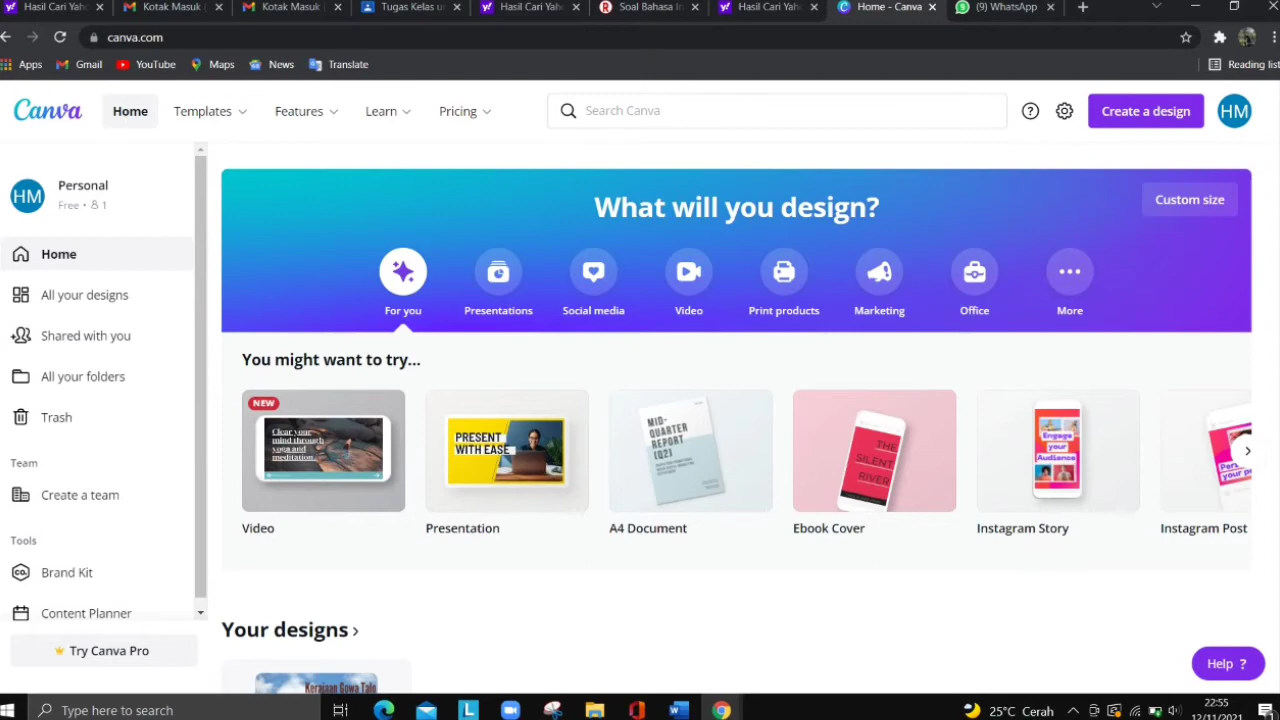 Hasil Cari Yah
Kotak Masuk
Kotak Masuk
Tugas Kelas u
Hasil Cari Yah
Soal Bahasa In
Hasil Cari Yah
Home - Canva
(9) WhatsApp
canva.com
Apps
Gmail
YouTube
Maps
News
Translate
Reading list
Canva
Home
Templates
Features
Learn
Pricing
Search Canva
Create a design
HM
HM
Personal
Free • 1
Home
All your designs
Shared with you
All your folders
Trash
Team
Create a team
Tools
Brand Kit
Content Planner
Try Canva Pro
What will you design?
Custom size
For you
Presentations
Social media
Video
Print products
Marketing
Office
More
You might want to try...
NEW
Clear your
mind through
yoga and
meditation.
Video
PRESENT
WITH EASE
Presentation
MID-
QUARTER
REPORT
(Q2)
A4 Document
THE
SILENT
RIVER
Ebook Cover
Engage
your
Audience
Instagram Story
Instagram Post
Your designs
Kerajaan Gowa Talo
Help ?
Type here to search
25°C Cerah
22:55
12/11/2021